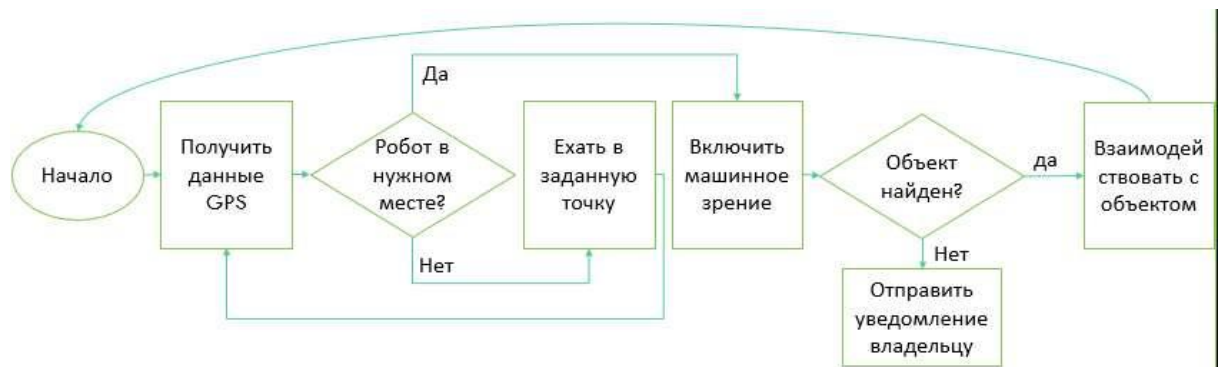 Да
Начало
Получить
данные
GPS
Робот в
нужном
месте?
Нет
Ехать в
заданную
точку
Включить
машинное
зрение
Объект
найден?
да
Взаимодей
ствовать с
объектом
Нет
Отправить
уведомление
владельцу